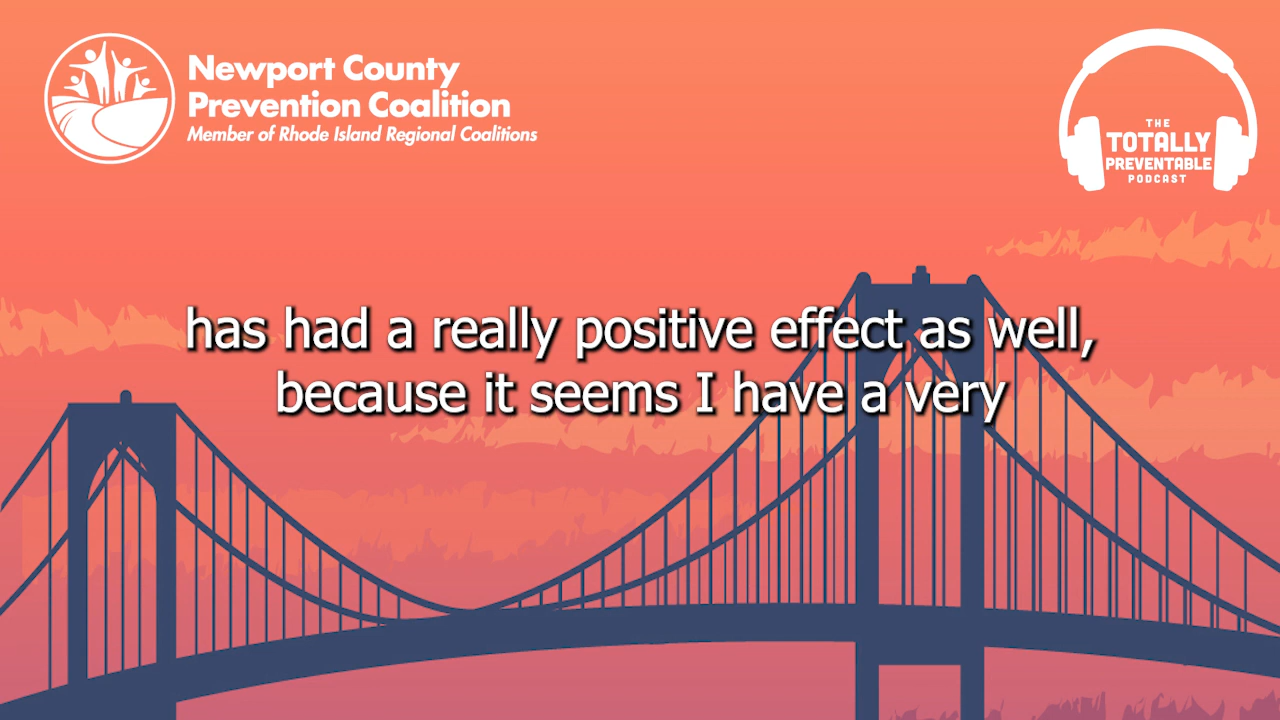 Newport County
Prevention Coalition
Member of Rhode Island Regional Coalitions
THE
TOTALLY
PREVENTABLE
PODCAST
has had a really positive effect as well,
because it seems I have a very